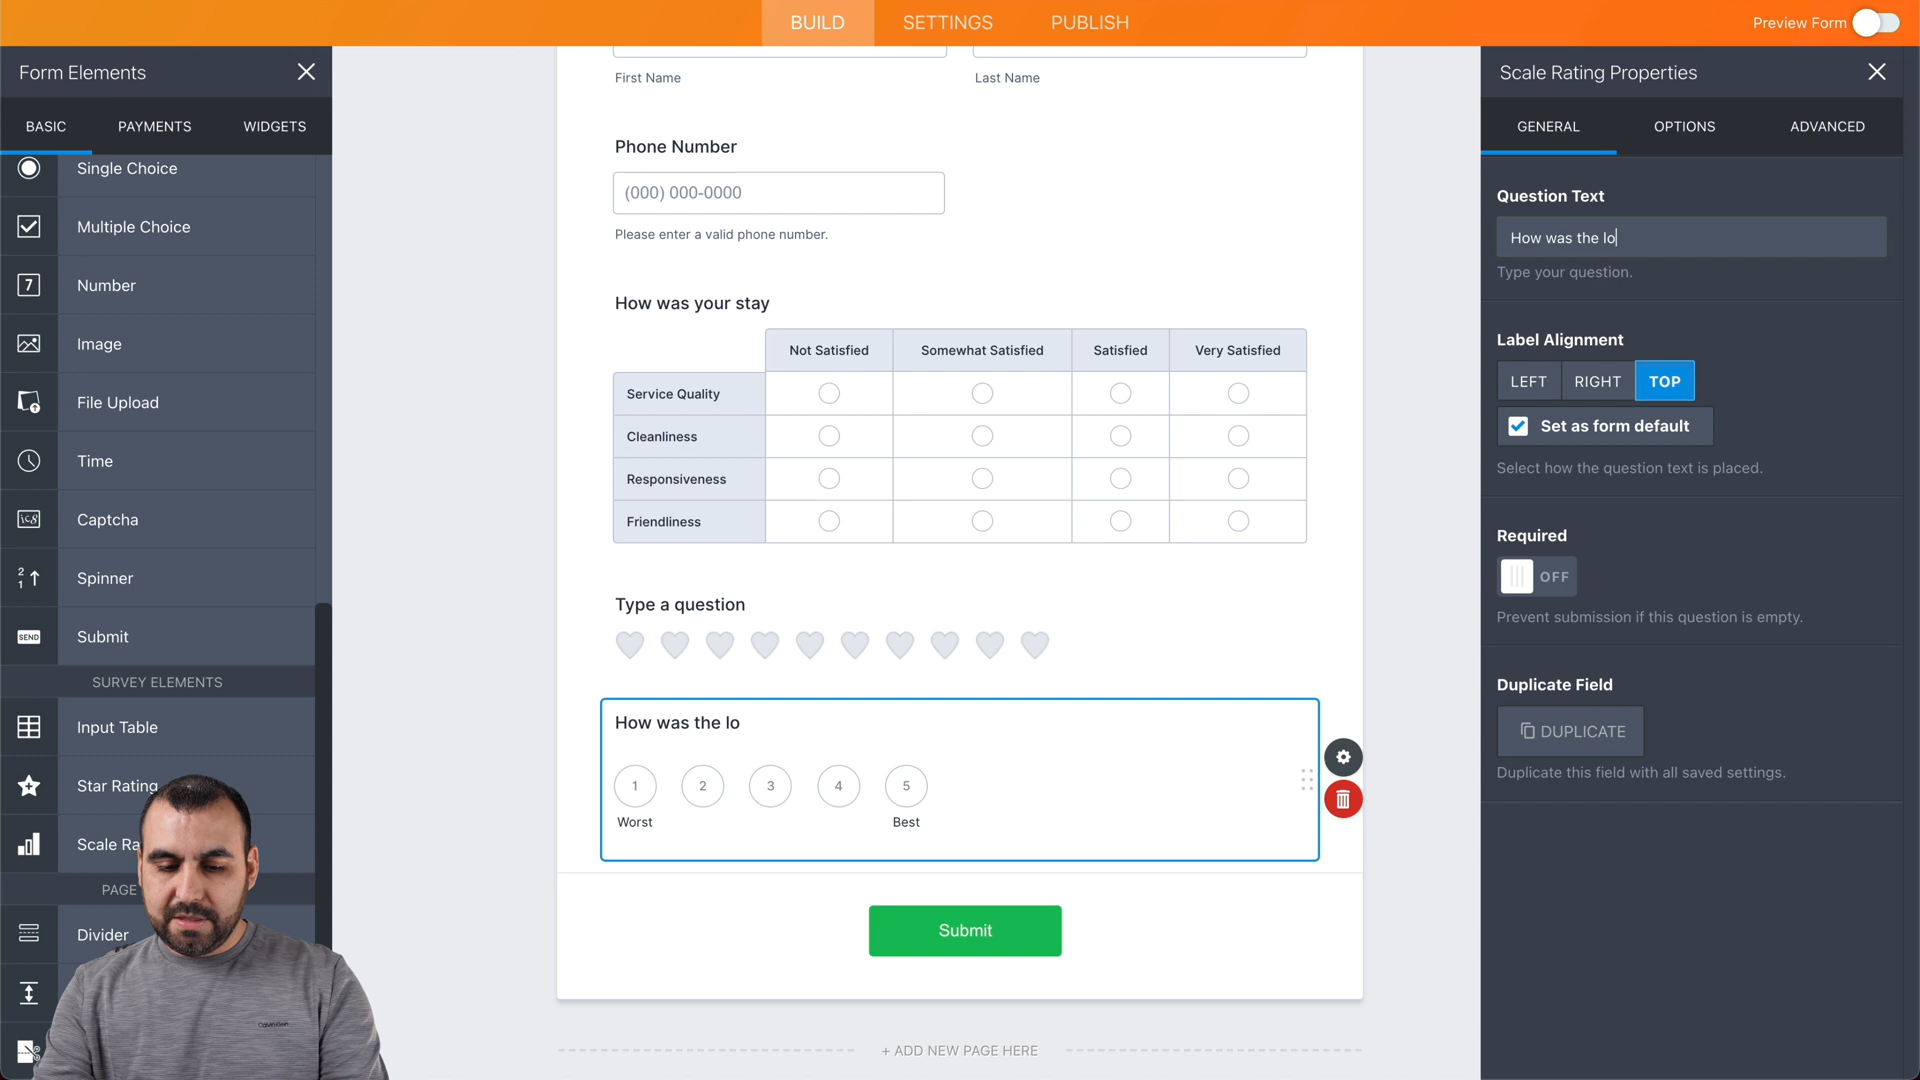 BUILD
SETTINGS
PUBLISH
Preview Form
Form Elements
BASIC
PAYMENTS
WIDGETS
Single Choice
Multiple Choice
7
Number
Image
File Upload
Time
Captcha
2
1
Spinner
SEND
Submit
SURVEY ELEMENTS
Input Table
Star Rating
Scale Ra
PAGE
Divider
First Name
Last Name
Phone Number
(000) 000-0000
Please enter a valid phone number.
How was your stay
Not Satisfied Somewhat Satisfied Satisfied Very Satisfied
Service Quality
Cleanliness
Responsiveness
Friendliness
Type a question
How was the lo
1 2 3 4 5
Worst Best
Submit
+ ADD NEW PAGE HERE
Scale Rating Properties
GENERAL
OPTIONS
ADVANCED
Question Text
How was the lo
Type your question.
Label Alignment
LEFT RIGHT TOP
Set as form default
Select how the question text is placed.
Required
OFF
Prevent submission if this question is empty.
Duplicate Field
DUPLICATE
Duplicate this field with all saved settings.